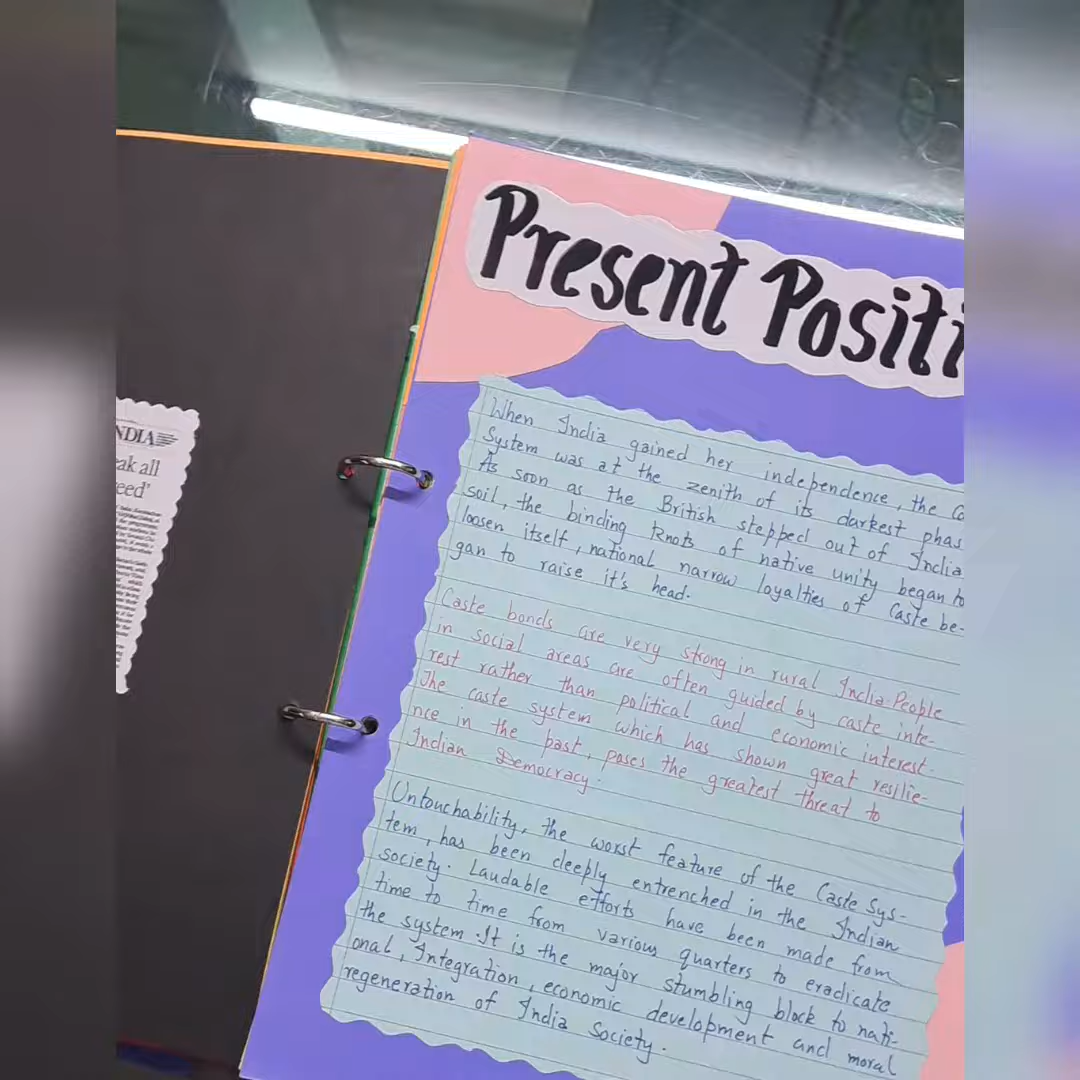 NDIA
eak all
eed'
Present Positi
When India gained her independence, the C
System was at the zenith of its darkest phas
As soon as the British stepped out of India
soil, the binding knots of native unity began to
loosen itself, national narrow loyalties of Caste be-
gan to raise it's head.
Caste bonds are very strong in rural India. People
in social areas are often guided by caste inte-
rest rather than political and economic interest.
The caste system which has shown great resilie-
nce in the past, poses the greatest threat to
Indian Democracy.
Untouchability, the worst feature of the Caste Sys-
tem, has been deeply entrenched in the Indian
society. Laudable efforts have been made from
time to time from various quarters to eradicate
the system. It is the major stumbling block to nati-
onal, Integration, economic development and moral
regeneration of India Society.